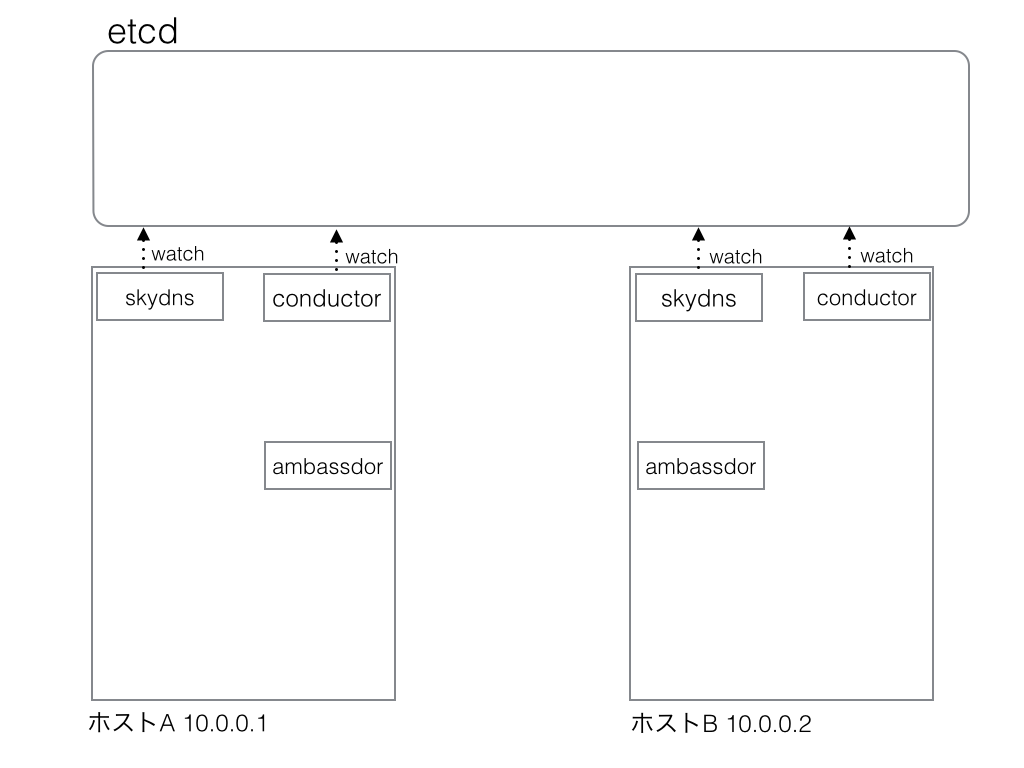 etcd
watch
watch
watch
watch
skydns
conductor
skydns
conductor
ambassdor
ambassdor
ホストA 10.0.0.1
ホストB 10.0.0.2